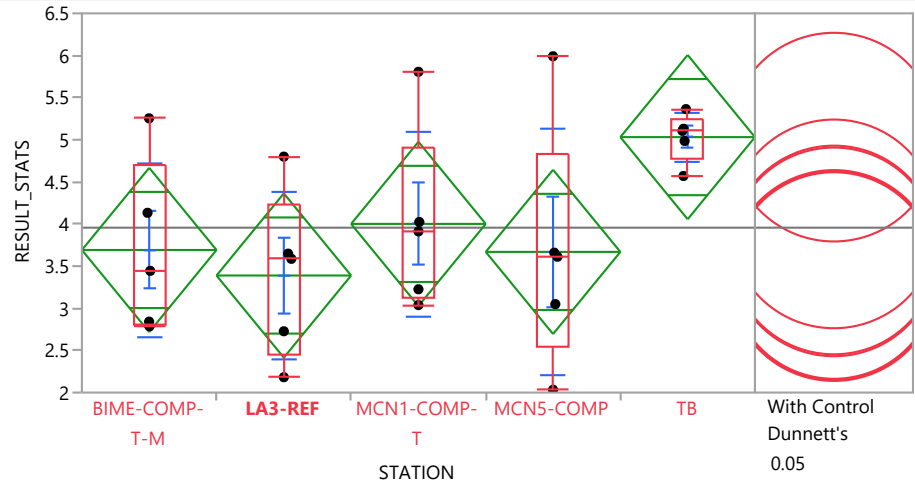 6.5
6
5.5
5
4.5
4
3.5
3
2.5
2
RESULT_STATS
BIME-COMP-
T-M
LA3-REF
MCN1-COMP-
T
MCN5-COMP
TB
STATION
With Control
Dunnett's
0.05